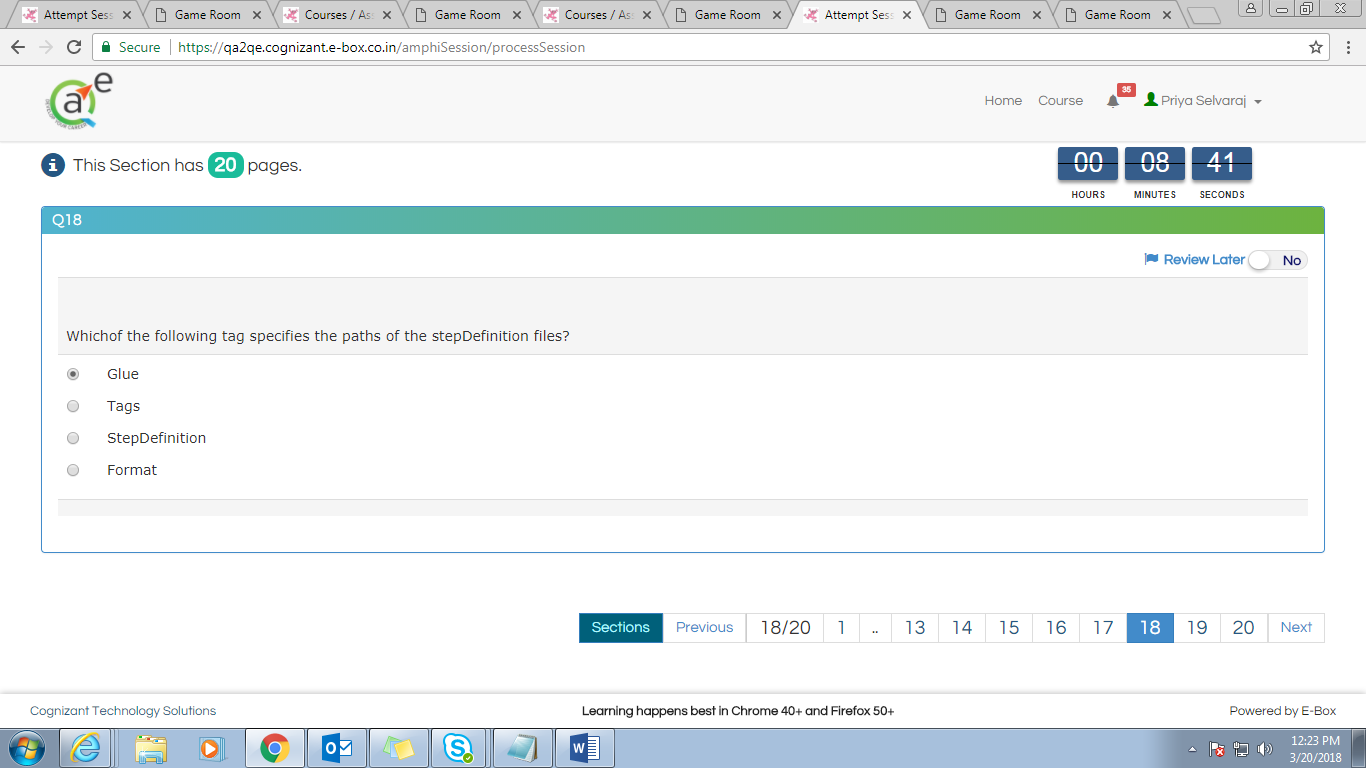 Attempt Sess
Game Room
Courses / Ass
Game Room
Courses / Ass
Game Room
Attempt Sess
Game Room
Game Room
Secure
https://qa2qe.cognizant.e-box.co.in/amphiSession/processSession
a e
Home
Course
35
Priya Selvaraj
This Section has 20 pages.
00 08 41
HOURS MINUTES SECONDS
Q18
Review Later No
Whichof the following tag specifies the paths of the stepDefinition files?
Glue
Tags
StepDefinition
Format
Sections Previous 18/20 1 .. 13 14 15 16 17 18 19 20 Next
Cognizant Technology Solutions
Learning happens best in Chrome 40+ and Firefox 50+
Powered by E-Box
12:23 PM
3/20/2018